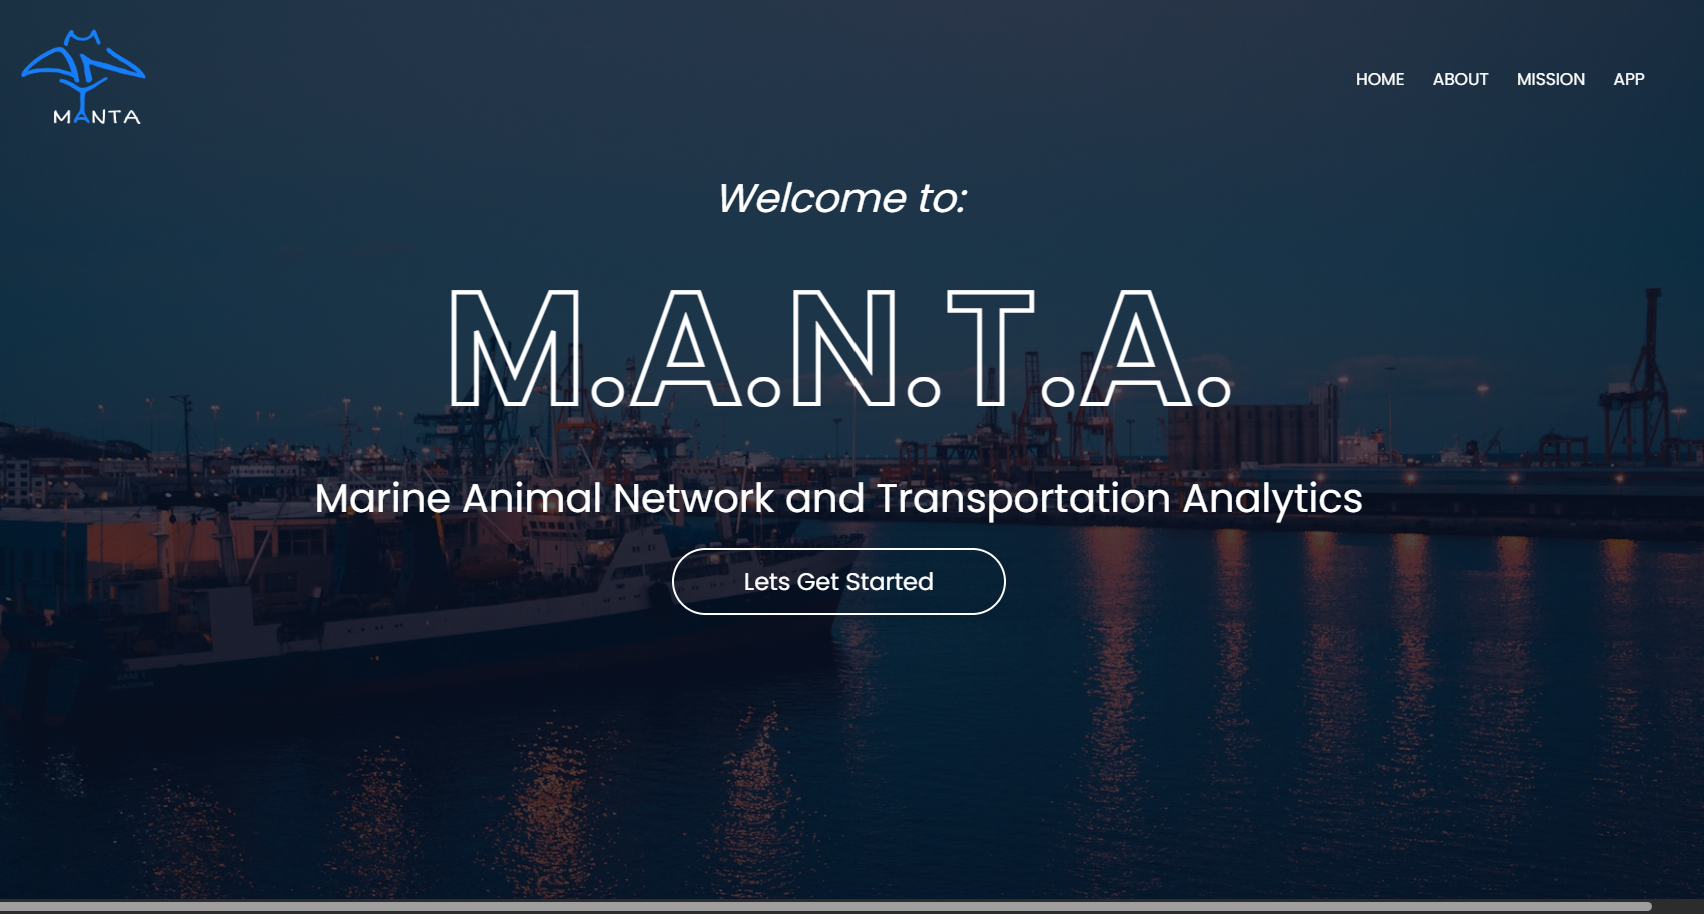 MANTA
HOME ABOUT MISSION APP
Welcome to:
M.A.N.T.A.
Marine Animal Network and Transportation Analytics
Lets Get Started